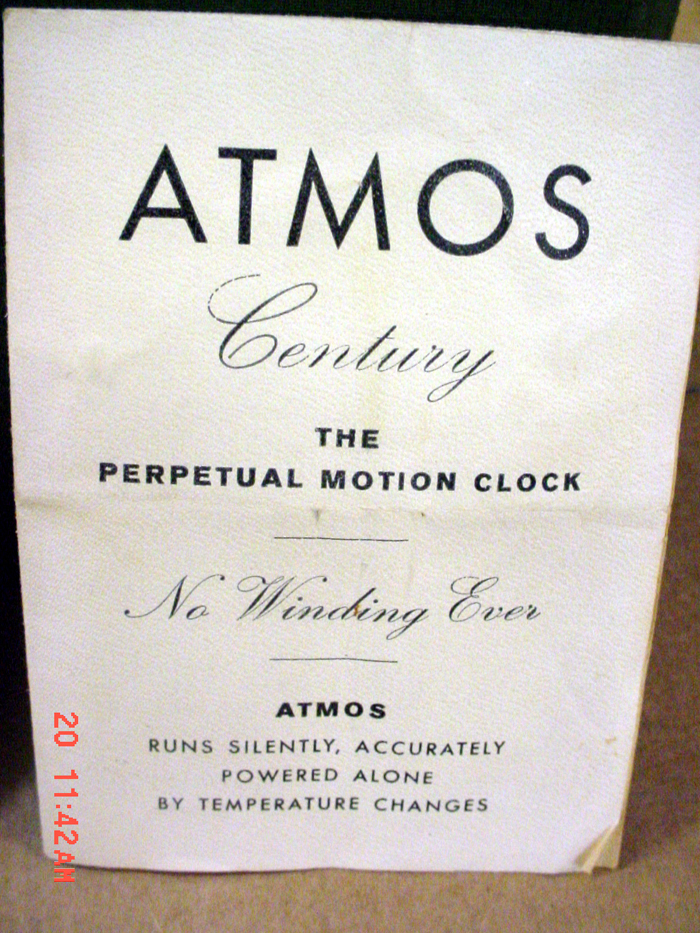 ATMOS
Century
THE
PERPETUAL MOTION CLOCK
No Winding Ever
ATMOS
RUNS SILENTLY, ACCURATELY
POWERED ALONE
BY TEMPERATURE CHANGES
20 11:42AM